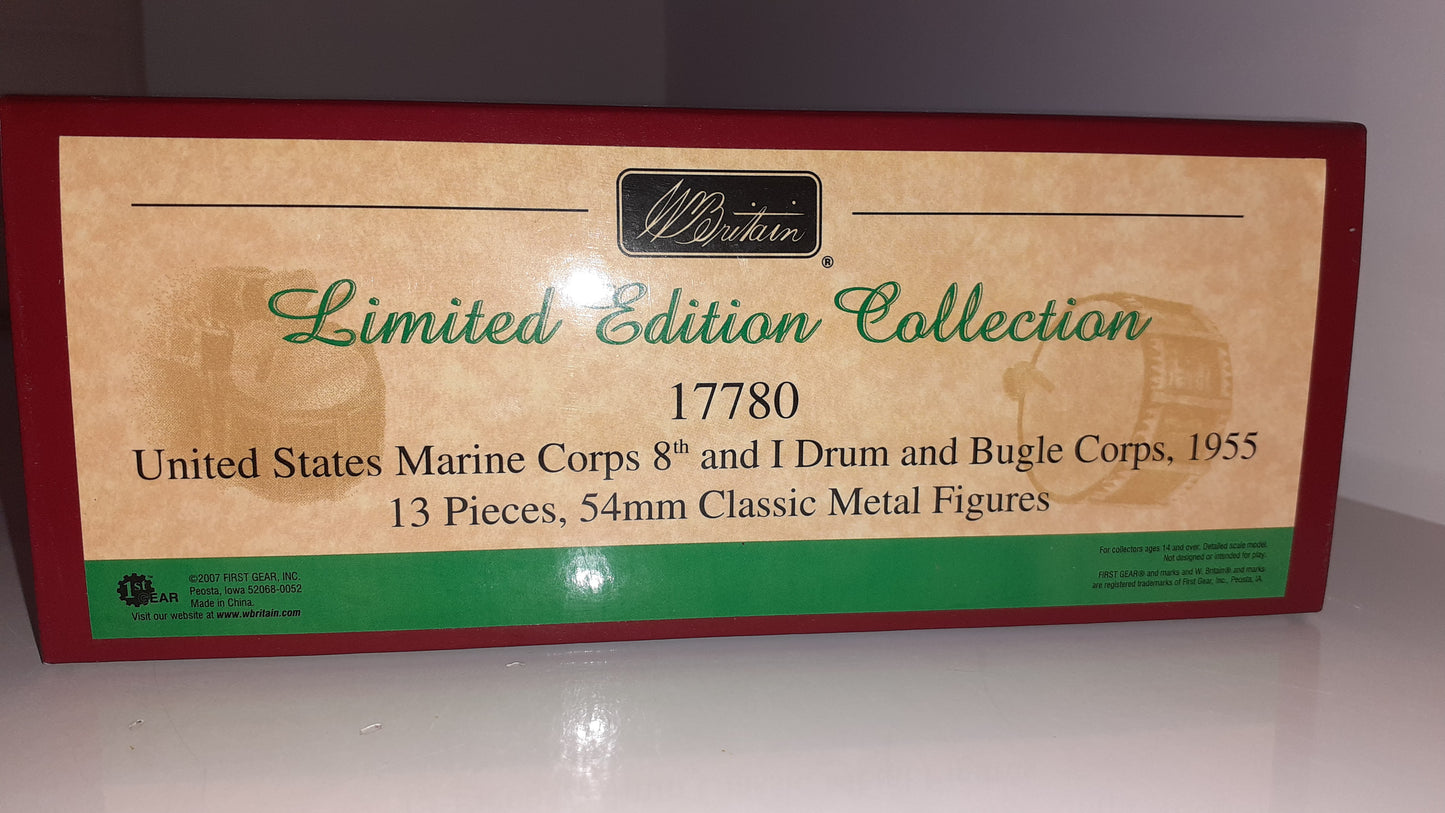 W Britain ®
Limited Edition Collection
17780
United States Marine Corps 8th and I Drum and Bugle Corps, 1955
13 Pieces, 54mm Classic Metal Figures
1ST GEAR
©2007 FIRST GEAR, INC.
Peosta, Iowa 52068-0052
Made in China.
Visit our website at www.wbritain.com
For collectors ages 14 and over. Detailed scale model.
Not designed or intended for play.
FIRST GEAR® and marks and W. Britain® and marks
are registered trademarks of First Gear, Inc., Peosta, IA.